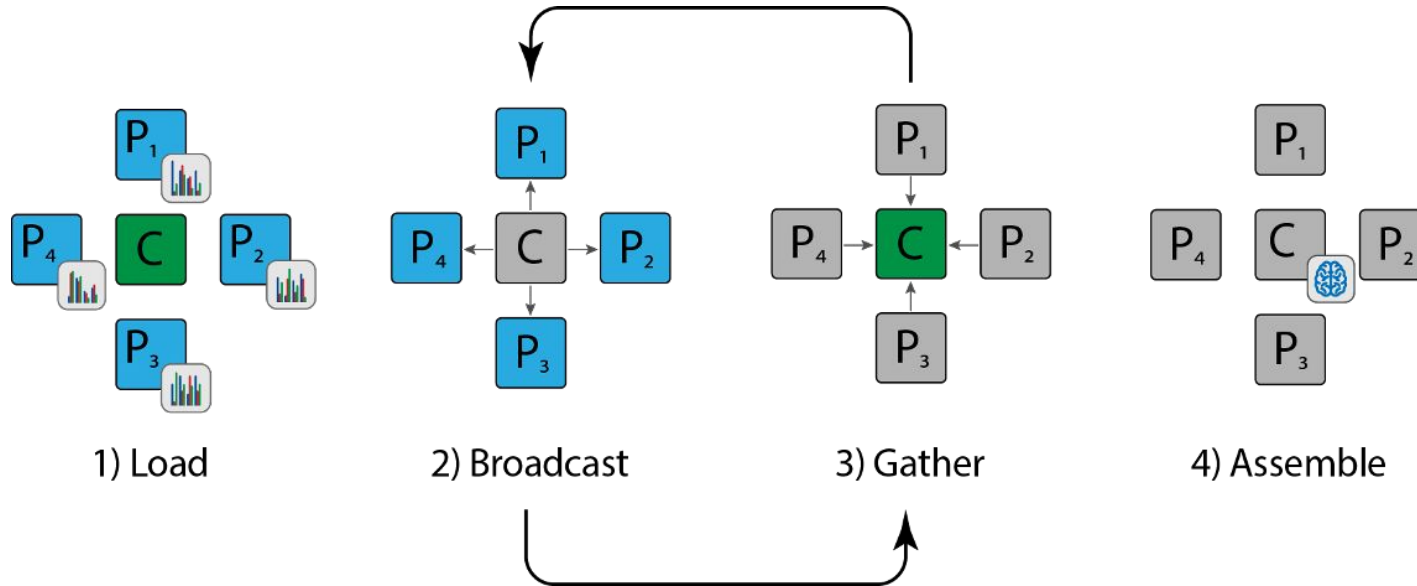 P₁
P₄ C P₂
P₃
1) Load
P₁
P₄ C P₂
P₃
2) Broadcast
P₁
P₄ C P₂
P₃
3) Gather
P₁
P₄ C P₂
P₃
4) Assemble